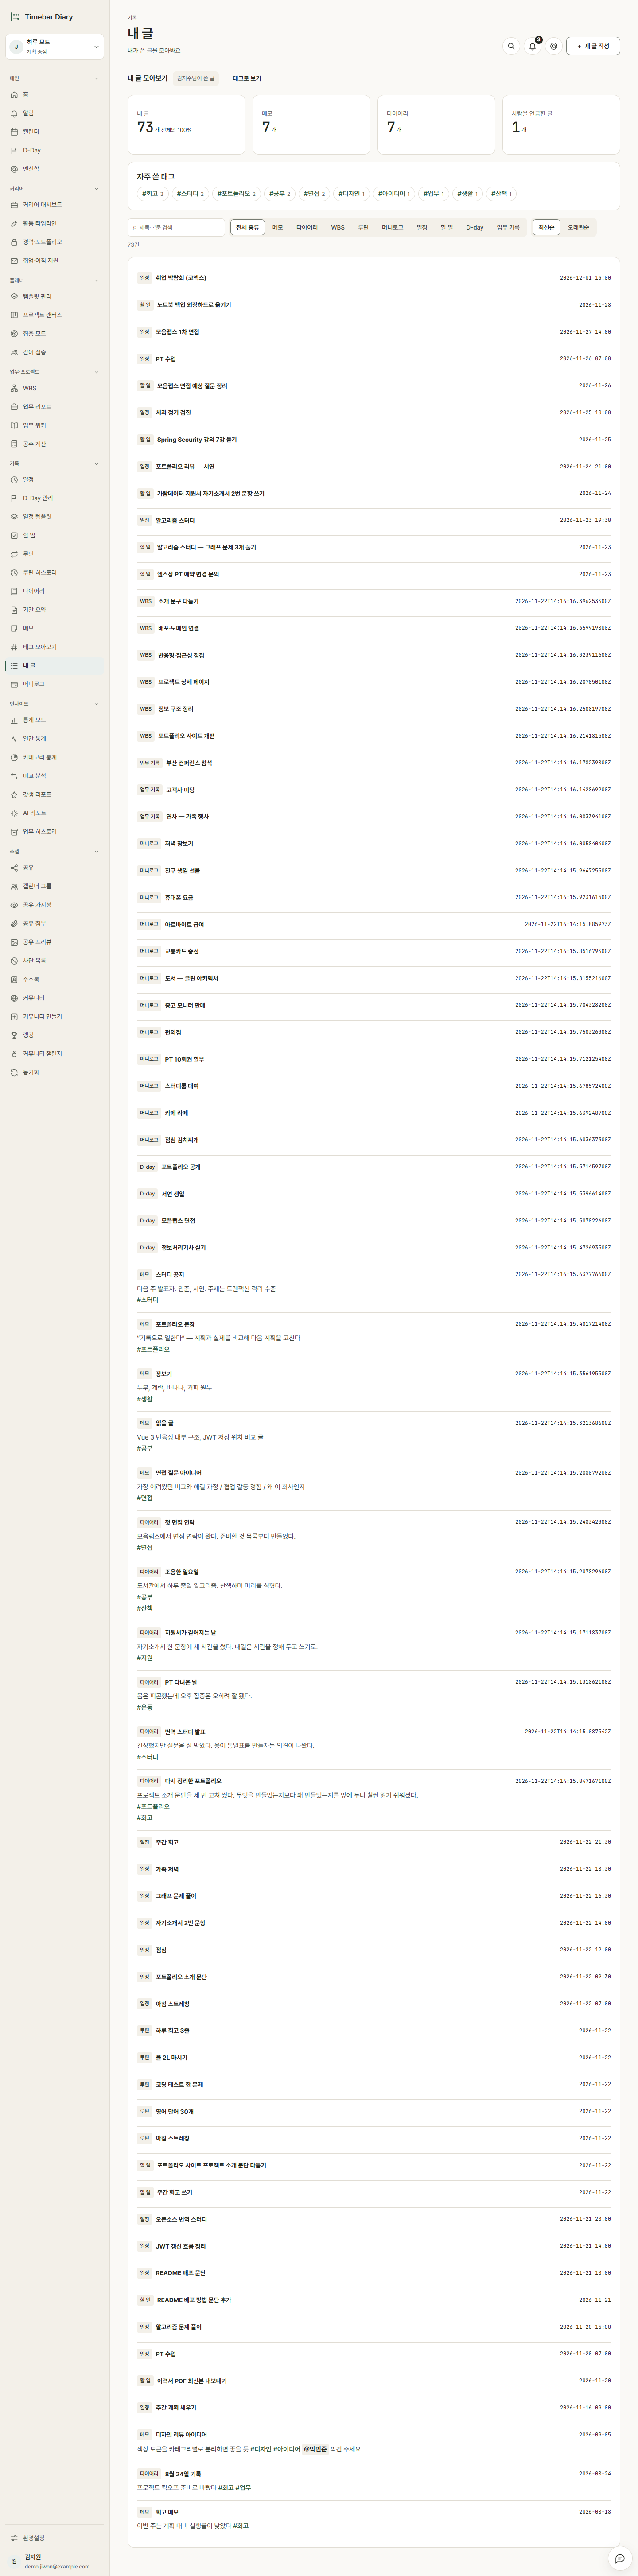 Timebar Diary
J
하루 모드
계획 중심
메인
홈
알림
캘린더
D-Day
멘션함
커리어
커리어 대시보드
활동 타임라인
경력·포트폴리오
취업·이직 지원
플래너
템플릿 관리
프로젝트 캔버스
집중 모드
같이 집중
업무·프로젝트
WBS
업무 리포트
업무 위키
공수 계산
기록
일정
D-Day 관리
일정 템플릿
할 일
루틴
루틴 히스토리
다이어리
기간 요약
메모
태그 모아보기
내 글
머니로그
인사이트
통계 보드
일간 통계
카테고리 통계
비교 분석
갓생 리포트
AI 리포트
업무 히스토리
소셜
공유
캘린더 그룹
공유 가시성
공유 첨부
공유 프리뷰
차단 목록
주소록
커뮤니티
커뮤니티 만들기
랭킹
커뮤니티 챌린지
동기화
환경설정
김지원
demo.jiwon@example.com
기록
내 글
내가 쓴 글을 모아봐요
3
+ 새 글 작성
내 글 모아보기
태그로 보기
내 글
73개 전체의 100%
메모
7개
다이어리
7개
사람을 언급한 글
1개
자주 쓴 태그
#회고 3
#스터디 2
#포트폴리오 2
#공부 2
#면접 2
#디자인 1
#아이디어 1
#업무 1
#생활 1
#산책 1
제목·본문 검색
전체 종류
메모
다이어리
WBS
루틴
머니로그
일정
할 일
D-day
업무 기록
최신순
오래된순
73건
일정 취업 박람회 (코엑스) 2026-12-01 13:00
할 일 노트북 백업 외장하드로 옮기기 2026-11-28
일정 모음랩스 1차 면접 2026-11-27 14:00
일정 PT 수업 2026-11-26 07:00
할 일 모음랩스 면접 예상 질문 정리 2026-11-26
일정 치과 정기 검진 2026-11-25 10:00
할 일 Spring Security 강의 7강 듣기 2026-11-25
일정 포트폴리오 리뷰 — 서연 2026-11-24 21:00
할 일 가람데이터 지원서 자기소개서 2번 문항 쓰기 2026-11-24
일정 알고리즘 스터디 2026-11-23 19:30
할 일 알고리즘 스터디 — 그래프 문제 3개 풀기 2026-11-23
할 일 헬스장 PT 예약 변경 문의 2026-11-23
WBS 소개 문구 다듬기 2026-11-22T14:14:16.396253400Z
WBS 배포·도메인 연결 2026-11-22T14:14:16.359919800Z
WBS 반응형·접근성 점검 2026-11-22T14:14:16.323911600Z
WBS 프로젝트 상세 페이지 2026-11-22T14:14:16.287050100Z
WBS 정보 구조 정리 2026-11-22T14:14:16.250819700Z
WBS 포트폴리오 사이트 개편 2026-11-22T14:14:16.214181500Z
업무 기록 부산 컨퍼런스 참석 2026-11-22T14:14:16.178239800Z
업무 기록 고객사 미팅 2026-11-22T14:14:16.142869200Z
업무 기록 연차 — 가족 행사 2026-11-22T14:14:16.083394100Z
머니로그 저녁 장보기 2026-11-22T14:14:16.005840400Z
머니로그 친구 생일 선물 2026-11-22T14:14:15.964725500Z
머니로그 휴대폰 요금 2026-11-22T14:14:15.923161500Z
머니로그 아르바이트 급여 2026-11-22T14:14:15.885973Z
머니로그 교통카드 충전 2026-11-22T14:14:15.851679400Z
머니로그 도서 — 클린 아키텍처 2026-11-22T14:14:15.815521600Z
머니로그 중고 모니터 판매 2026-11-22T14:14:15.784328200Z
머니로그 편의점 2026-11-22T14:14:15.750326300Z
머니로그 PT 10회권 할부 2026-11-22T14:14:15.712125400Z
머니로그 스터디룸 대여 2026-11-22T14:14:15.678572400Z
머니로그 카페 라떼 2026-11-22T14:14:15.639248700Z
머니로그 점심 김치찌개 2026-11-22T14:14:15.603637300Z
D-day 포트폴리오 공개 2026-11-22T14:14:15.571459700Z
D-day 서연 생일 2026-11-22T14:14:15.539661400Z
D-day 모음랩스 면접 2026-11-22T14:14:15.507022600Z
D-day 정보처리기사 실기 2026-11-22T14:14:15.472693500Z
메모 스터디 공지 2026-11-22T14:14:15.437776600Z
다음 주 발표자: 민준, 서연. 주제는 트랜잭션 격리 수준
#스터디
메모 포트폴리오 문장 2026-11-22T14:14:15.401721400Z
"기록으로 일한다" — 계획과 실제를 비교해 다음 계획을 고친다
#포트폴리오
메모 장보기 2026-11-22T14:14:15.356195500Z
두부, 계란, 바나나, 커피 원두
#생활
메모 읽을 글 2026-11-22T14:14:15.321368600Z
Vue 3 반응성 내부 구조, JWT 저장 위치 비교 글
#공부
메모 면접 질문 아이디어 2026-11-22T14:14:15.288079200Z
가장 어려웠던 버그와 해결 과정 / 협업 갈등 경험 / 왜 이 회사인지
#면접
다이어리 첫 면접 연락 2026-11-22T14:14:15.248342300Z
모음랩스에서 면접 연락이 왔다. 준비할 것 목록부터 만들었다.
#면접
다이어리 조용한 일요일 2026-11-22T14:14:15.207829600Z
도서관에서 하루 종일 알고리즘. 산책하며 머리를 식혔다.
#공부
#산책
다이어리 지원서가 길어지는 날 2026-11-22T14:14:15.171183700Z
자기소개서 한 문항에 세 시간을 썼다. 내일은 시간을 정해 두고 쓰기로.
#지원
다이어리 PT 다녀온 날 2026-11-22T14:14:15.131862100Z
몸은 피곤했는데 오후 집중은 오히려 잘 됐다.
#운동
다이어리 번역 스터디 발표 2026-11-22T14:14:15.087542Z
긴장했지만 질문을 잘 받았다. 용어 통일표를 만들자는 의견이 나왔다.
#스터디
다이어리 다시 정리한 포트폴리오 2026-11-22T14:14:15.047167100Z
프로젝트 소개 문단을 세 번 고쳐 썼다. 무엇을 만들었는지보다 왜 만들었는지를 앞에 두니 훨씬 읽기 쉬워졌다.
#포트폴리오
#회고
일정 주간 회고 2026-11-22 21:30
일정 가족 저녁 2026-11-22 18:30
일정 그래프 문제 풀이 2026-11-22 16:30
일정 자기소개서 2번 문항 2026-11-22 14:00
일정 점심 2026-11-22 12:00
일정 포트폴리오 소개 문단 2026-11-22 09:30
일정 아침 스트레칭 2026-11-22 07:00
루틴 하루 회고 3줄 2026-11-22
루틴 물 2L 마시기 2026-11-22
루틴 코딩 테스트 한 문제 2026-11-22
루틴 영어 단어 30개 2026-11-22
루틴 아침 스트레칭 2026-11-22
할 일 포트폴리오 사이트 프로젝트 소개 문단 다듬기 2026-11-22
할 일 주간 회고 쓰기 2026-11-22
일정 오픈소스 번역 스터디 2026-11-21 20:00
일정 JWT 갱신 흐름 정리 2026-11-21 14:00
일정 README 배포 문단 2026-11-21 10:00
할 일 README 배포 방법 문단 추가 2026-11-21
일정 알고리즘 문제 풀이 2026-11-20 15:00
일정 PT 수업 2026-11-20 07:00
할 일 이력서 PDF 최신본 내보내기 2026-11-20
일정 주간 계획 세우기 2026-11-16 09:00
메모 디자인 리뷰 아이디어 2026-09-05
색상 토큰을 카테고리별로 분리하면 좋을 듯 #디자인 #아이디어 @박민준 의견 주세요
다이어리 8월 24일 기록 2026-08-24
프로젝트 킥오프 준비로 바빴다 #회고 #업무
메모 회고 메모 2026-08-18
이번 주는 계획 대비 실행률이 낮았다 #회고